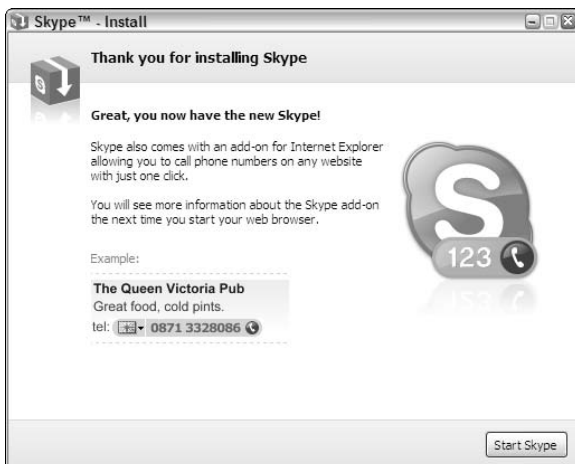 Skype™ - Install
Thank you for installing Skype
Great, you now have the new Skype!
Skype also comes with an add-on for Internet Explorer
allowing you to call phone numbers on any website
with just one click.
You will see more information about the Skype add-on
the next time you start your web browser.
Example:
The Queen Victoria Pub
Great food, cold pints.
tel: 0871 3328086
S
123
S
Start Skype